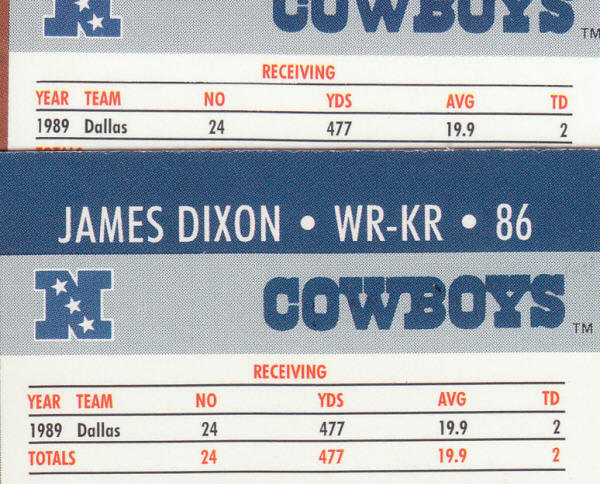 COWBOYS TM
RECEIVING
YEAR TEAM NO YDS AVG TD
1989 Dallas 24 477 19.9 2
TOTALS
JAMES DIXON • WR-KR • 86
N COWBOYS TM
RECEIVING
YEAR TEAM NO YDS AVG TD
1989 Dallas 24 477 19.9 2
TOTALS 24 477 19.9 2